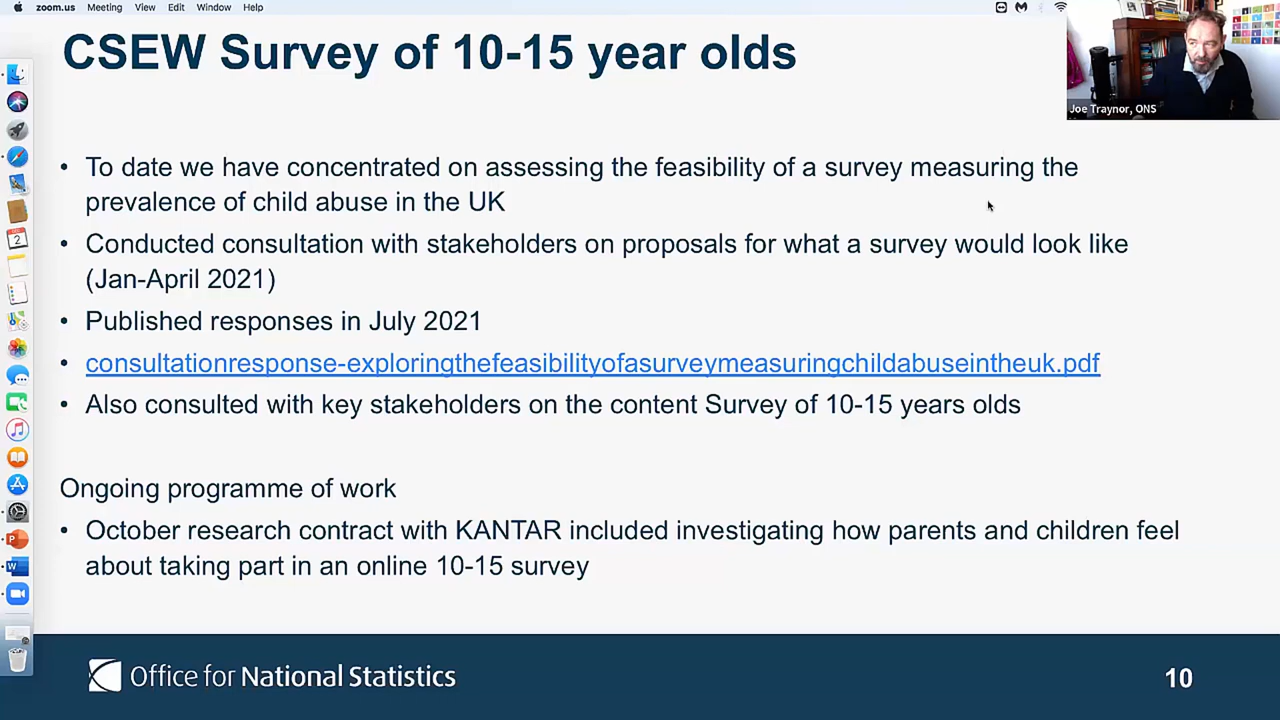 zoom.us Meeting View Edit Window Help
CSEW Survey of 10-15 year olds
Joe Traynor, ONS
• To date we have concentrated on assessing the feasibility of a survey measuring the
prevalence of child abuse in the UK
• Conducted consultation with stakeholders on proposals for what a survey would look like
(Jan-April 2021)
• Published responses in July 2021
• consultationresponse-exploringthefeasibilityofasurveymeasuringchildabuseintheuk.pdf
• Also consulted with key stakeholders on the content Survey of 10-15 years olds
Ongoing programme of work
• October research contract with KANTAR included investigating how parents and children feel
about taking part in an online 10-15 survey
Office for National Statistics
10